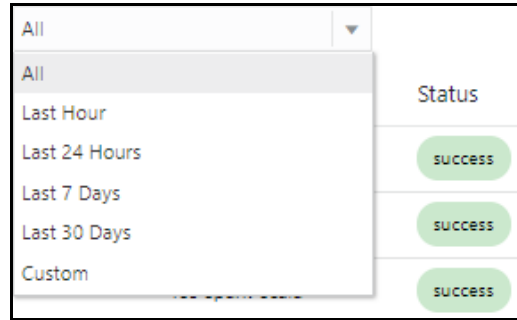 All
All
Last Hour
Last 24 Hours
Last 7 Days
Last 30 Days
Custom
Status
success
success
success